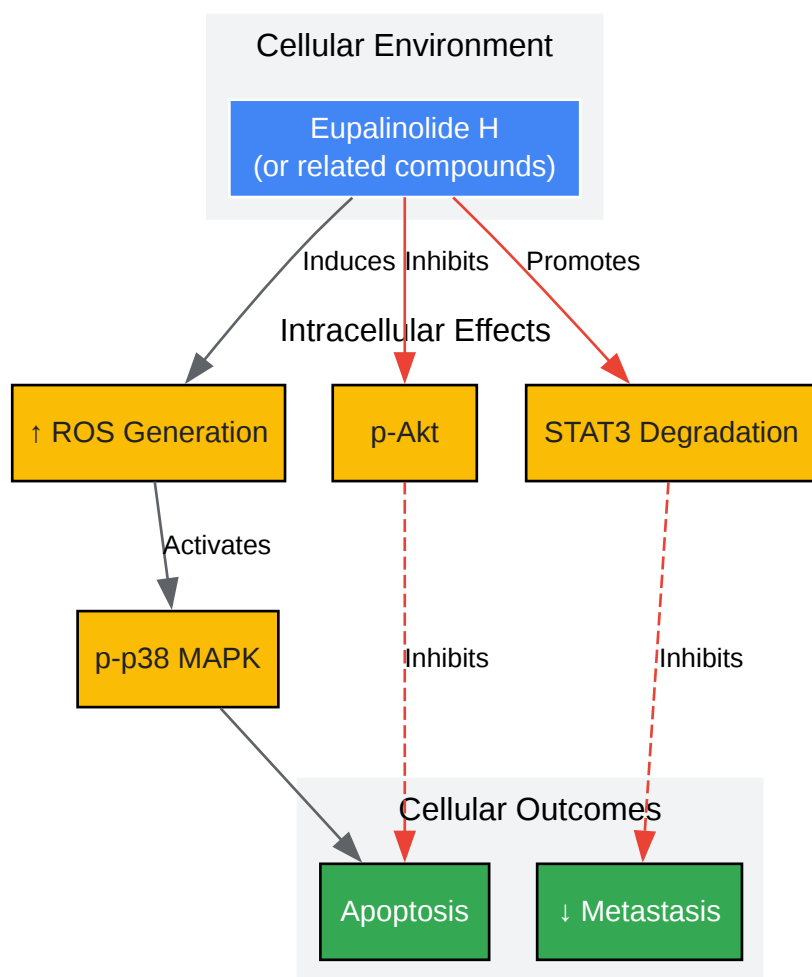 Cellular Environment
Eupalinolide H
(or related compounds)
Induces
Inhibits
Promotes
Intracellular Effects
↑ ROS Generation
p-Akt
STAT3 Degradation
Activates
p-p38 MAPK
Inhibits
Inhibits
Cellular Outcomes
Apoptosis
↓ Metastasis